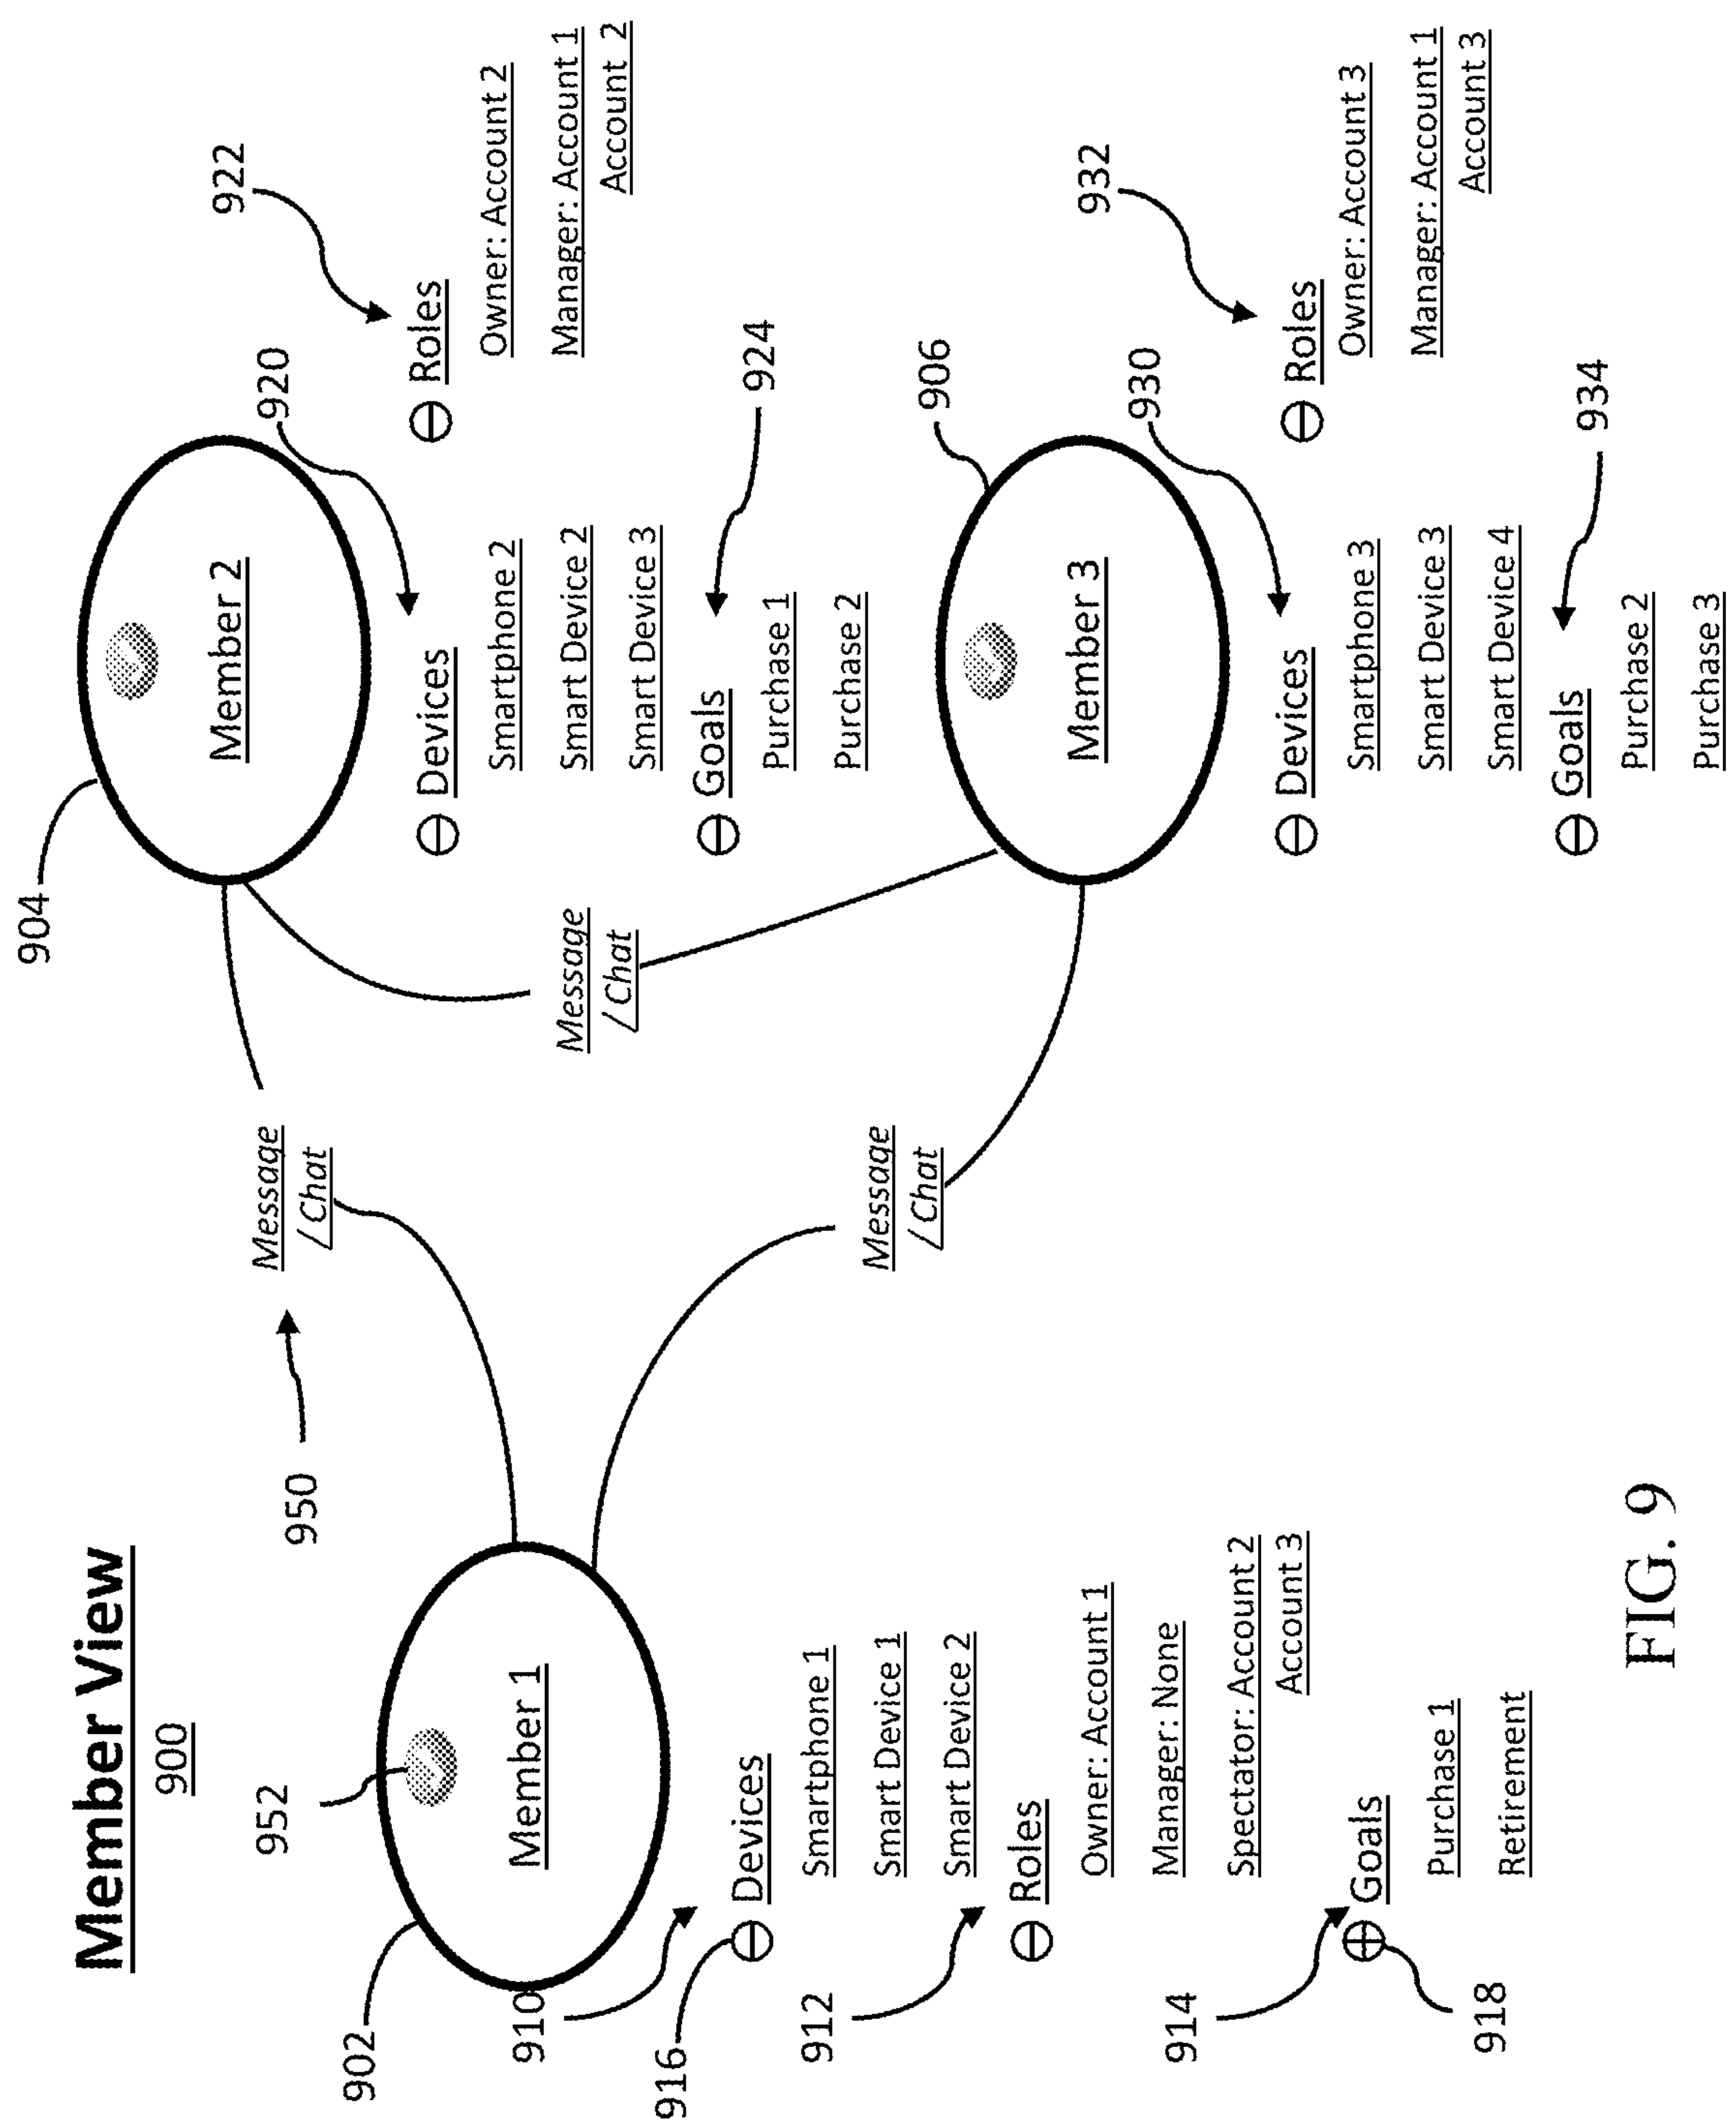 Member View
900
952
902
Member 1
910
916
Devices
Smartphone 1
Smart Device 1
Smart Device 2
912
Roles
Owner: Account 1
Manager: None
Spectator: Account 2
Account 3
914
Goals
918
Purchase 1
Retirement
950
Message
/Chat
Message
/Chat
Message
/Chat
904
Member 2
920
Devices
Smartphone 2
Smart Device 2
Smart Device 3
924
Goals
Purchase 1
Purchase 2
922
Roles
Owner: Account 2
Manager: Account 1
Account 2
906
Member 3
930
Devices
Smartphone 3
Smart Device 3
Smart Device 4
934
Goals
Purchase 2
Purchase 3
932
Roles
Owner: Account 3
Manager: Account 1
Account 3
FIG. 9